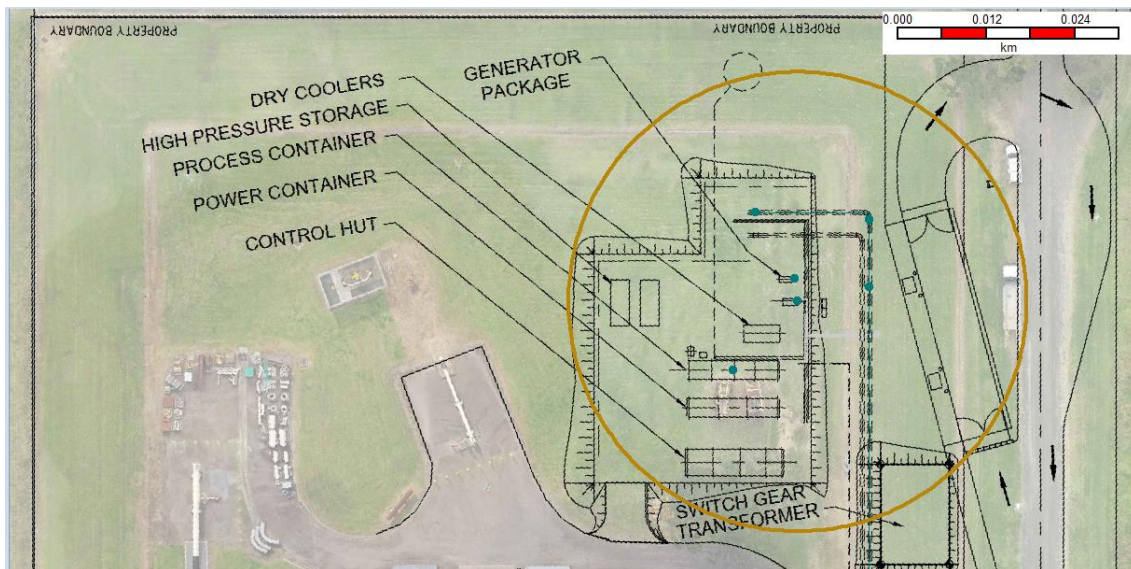 0.000 0.012 0.024
km
PROPERTY BOUNDARY
PROPERTY BOUNDARY
GENERATOR
PACKAGE
DRY COOLERS
HIGH PRESSURE STORAGE
PROCESS CONTAINER
POWER CONTAINER
CONTROL HUT
SWITCH GEAR
TRANSFORMER